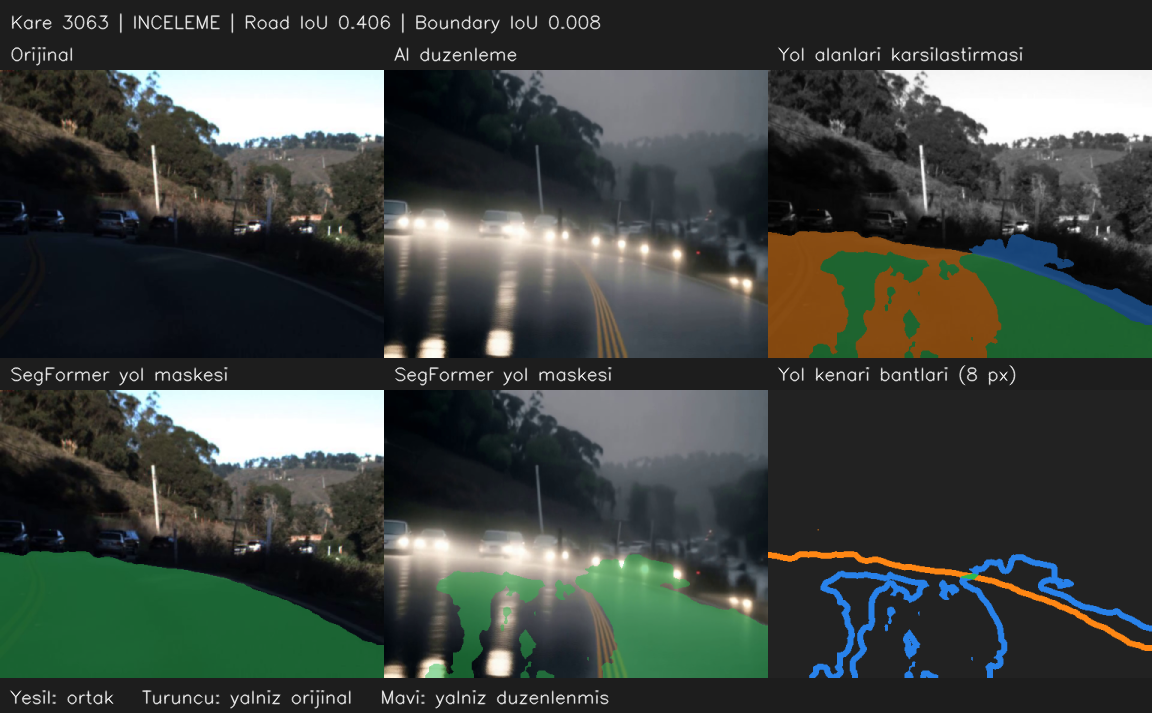 Kare 3063 | INCELEME | Road IoU 0.406 | Boundary IoU 0.008
Orijinal
AI duzenleme
Yol alanlari karsilastirmasi
SegFormer yol maskesi
SegFormer yol maskesi
Yol kenari bantlari (8 px)
Yesil: ortak    Turuncu: yalniz orijinal    Mavi: yalniz duzenlenmis